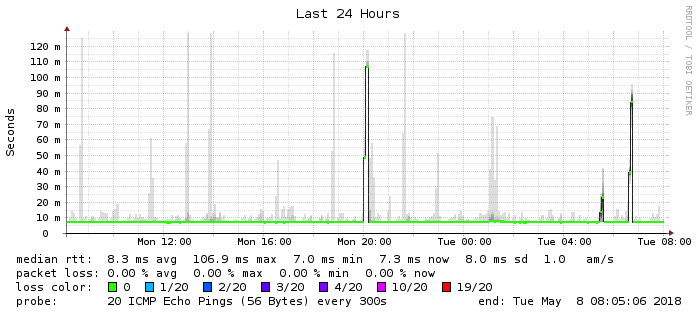 Last 24 Hours
RRDTOOL / TOBI OETIKER
Seconds
120 m
110 m
100 m
90 m
80 m
70 m
60 m
50 m
40 m
30 m
20 m
10 m
0
Mon 12:00 Mon 16:00 Mon 20:00 Tue 00:00 Tue 04:00 Tue 08:00
median rtt: 8.3 ms avg 106.9 ms max 7.0 ms min 7.3 ms now 8.0 ms sd 1.0 am/s
packet loss: 0.00 % avg 0.00 % max 0.00 % min 0.00 % now
loss color: 0 1/20 2/20 3/20 4/20 10/20 19/20
probe: 20 ICMP Echo Pings (56 Bytes) every 300s end: Tue May 8 08:05:06 2018